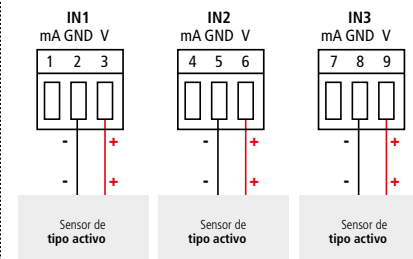 IN1 IN2 IN3
mA GND V mA GND V mA GND V
1 2 3 4 5 6 7 8 9
- + - + - +
- + - + - +
Sensor de Sensor de Sensor de
tipo activo tipo activo tipo activo